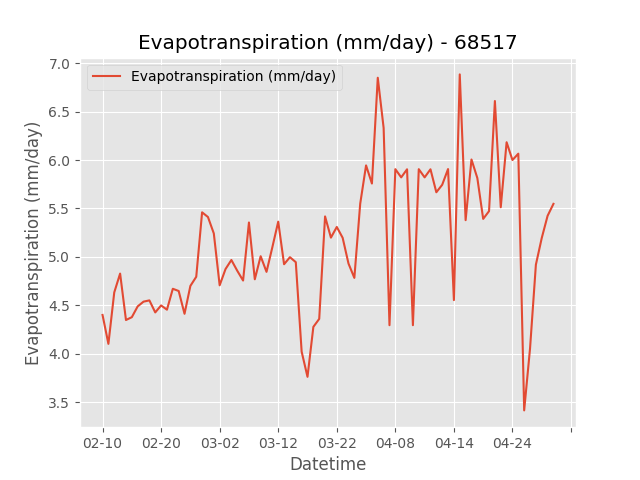 Evapotranspiration (mm/day) - 68517
Evapotranspiration (mm/day)
7.0
6.5
6.0
5.5
5.0
4.5
4.0
3.5
Evapotranspiration (mm/day)
02-10 02-20 03-02 03-12 03-22 04-08 04-14 04-24
Datetime